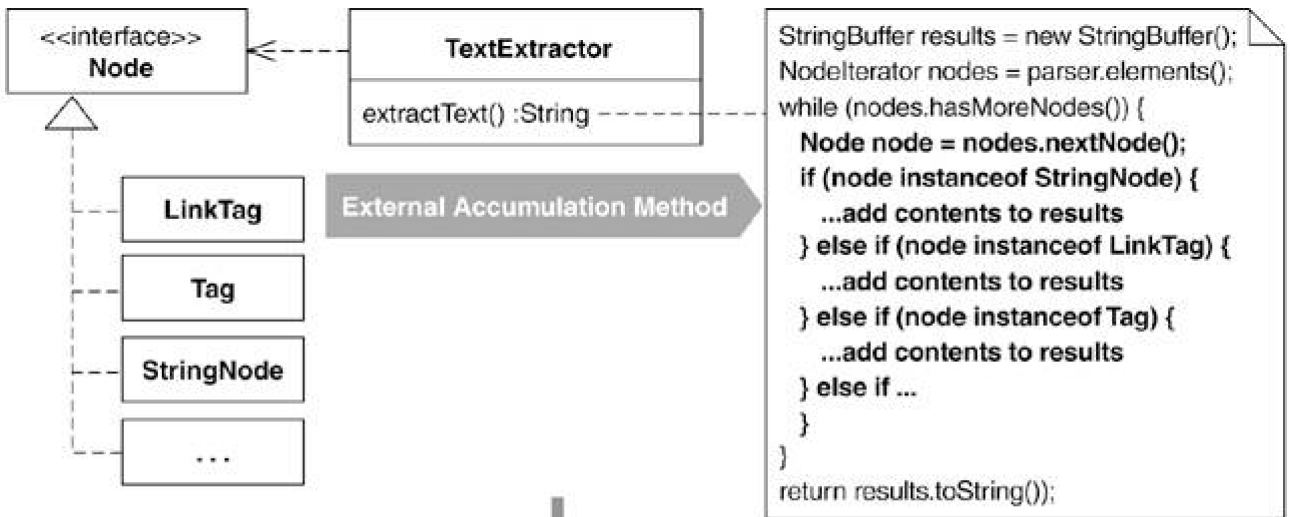 <<interface>>
Node
TextExtractor
extractText() :String
LinkTag
Tag
StringNode
...
External Accumulation Method
StringBuffer results = new StringBuffer();
NodeIterator nodes = parser.elements();
while (nodes.hasMoreNodes()) {
Node node = nodes.nextNode();
if (node instanceof StringNode) {
...add contents to results
} else if (node instanceof LinkTag) {
...add contents to results
} else if (node instanceof Tag) {
...add contents to results
} else if ...
}
}
return results.toString());